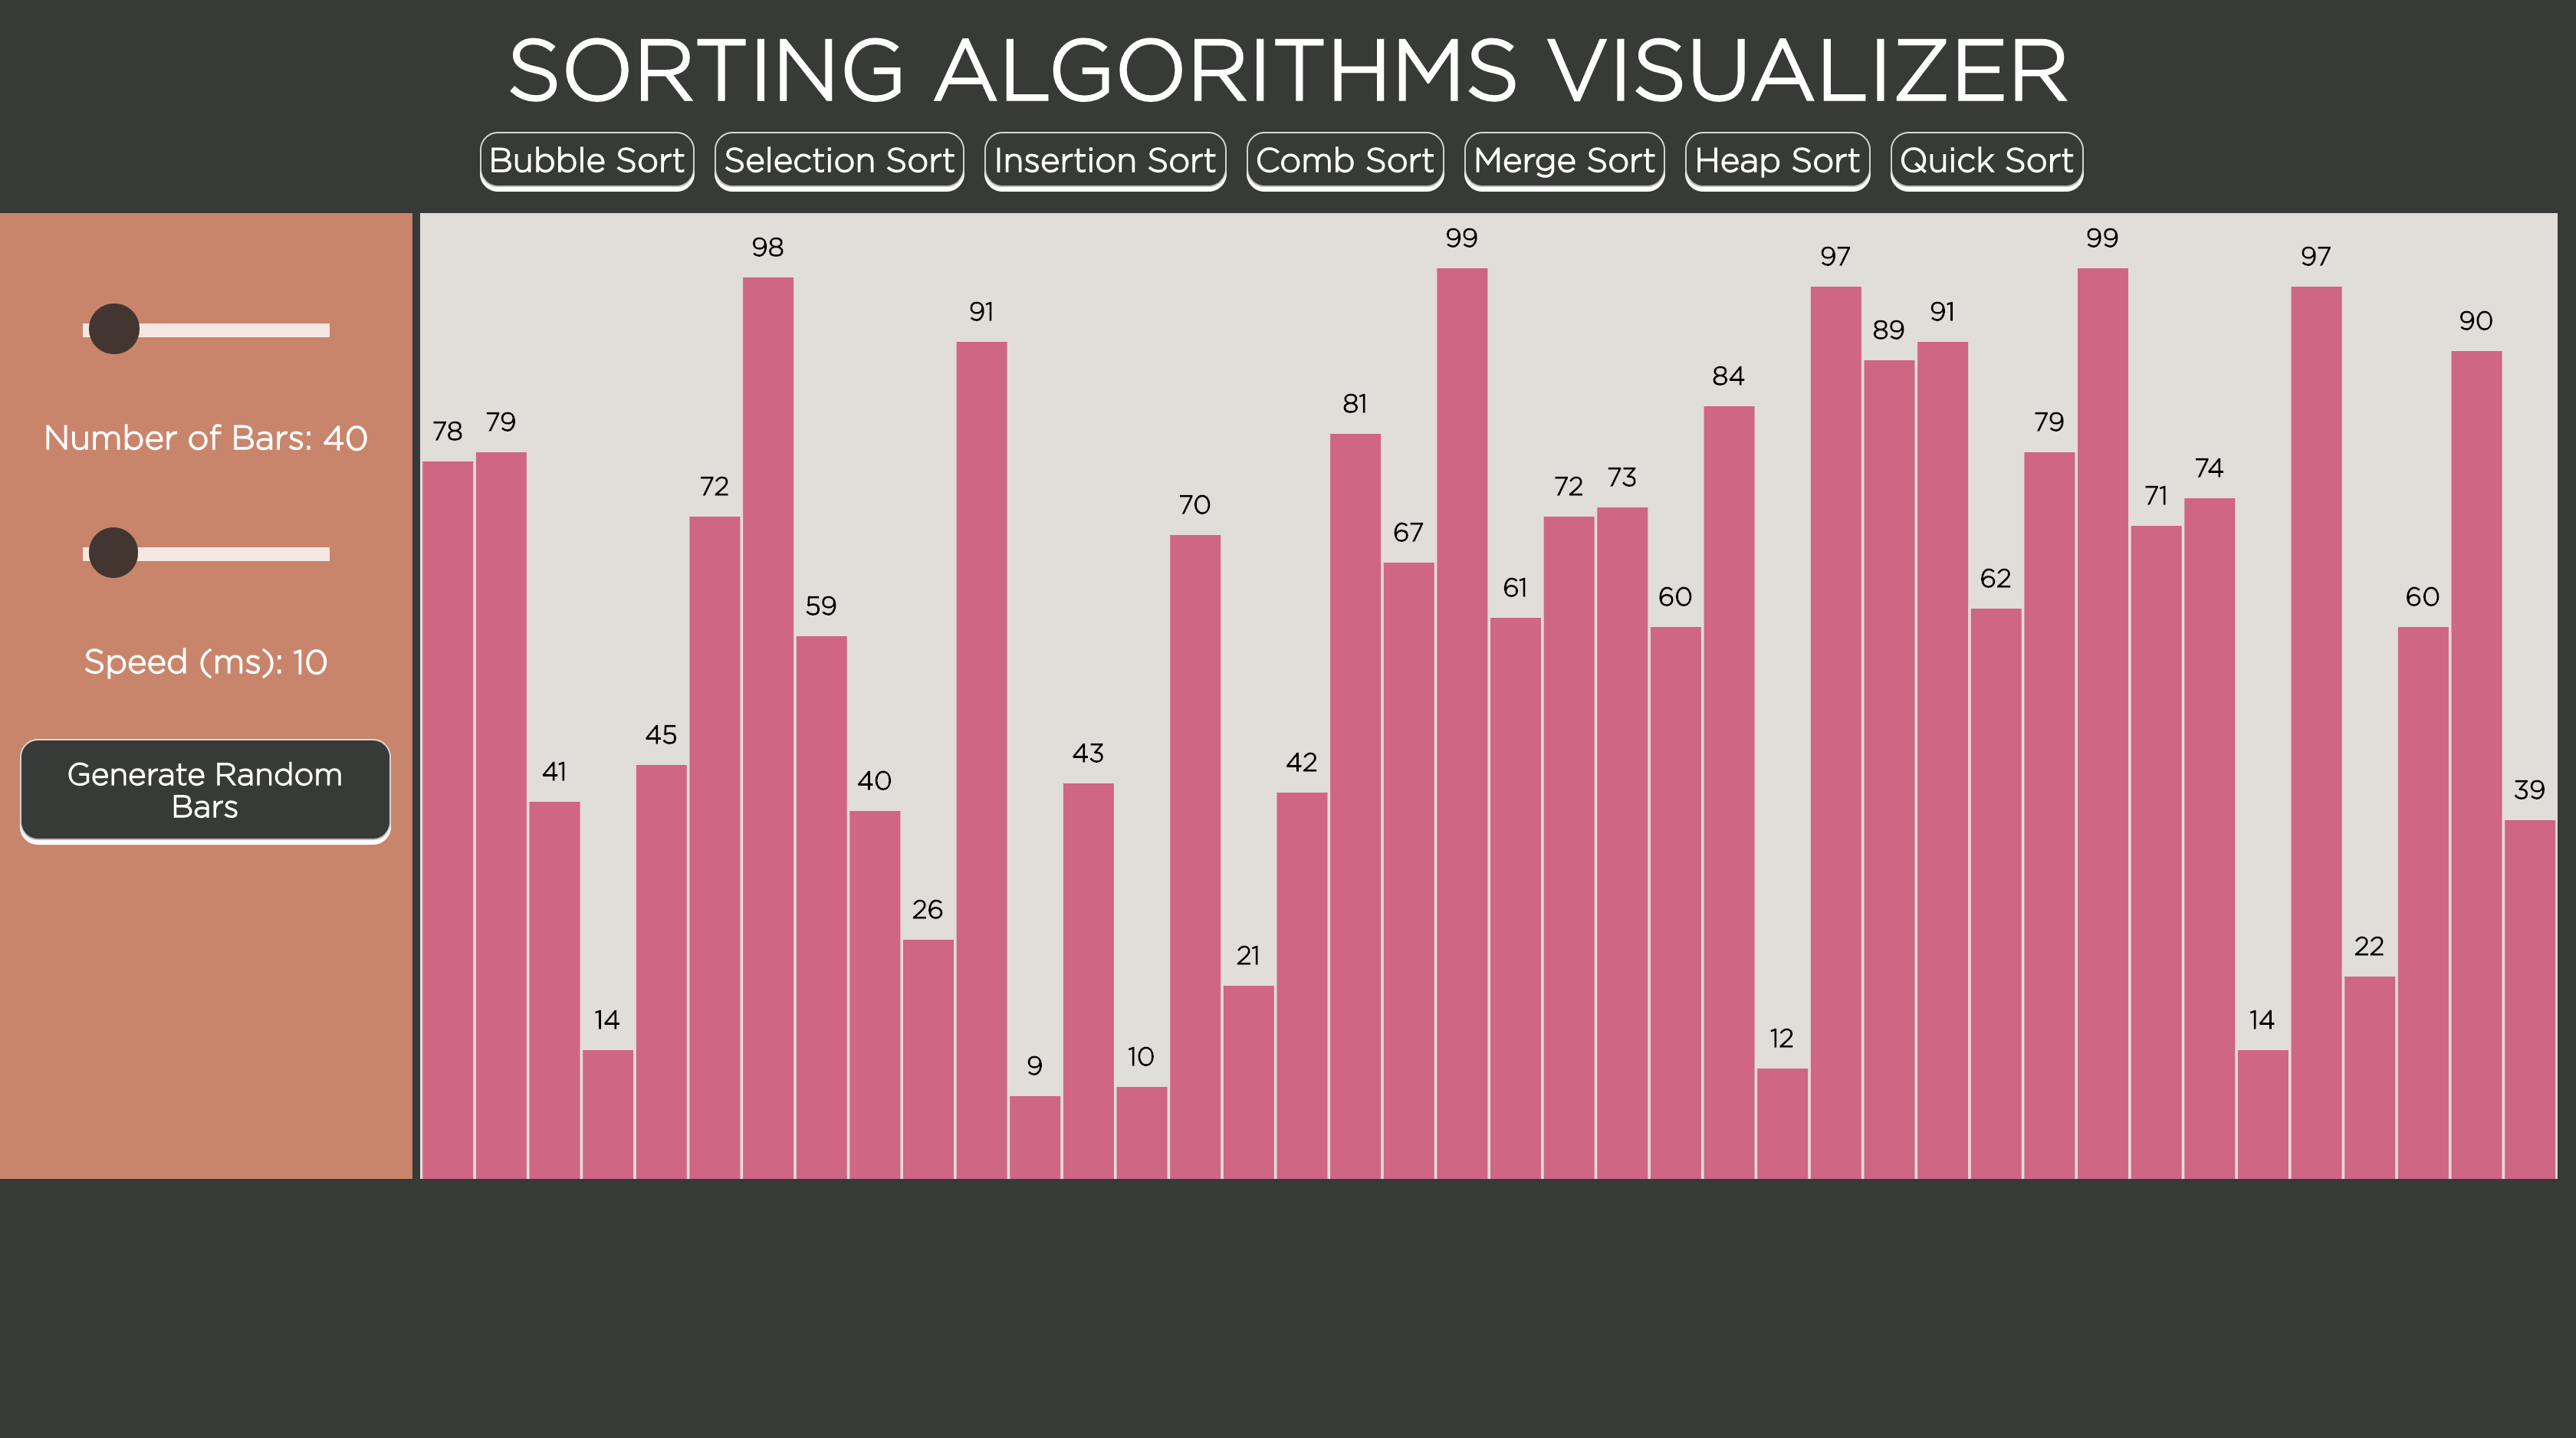 SORTING ALGORITHMS VISUALIZER
Bubble Sort Selection Sort Insertion Sort Comb Sort Merge Sort Heap Sort Quick Sort
Number of Bars: 40
Speed (ms): 10
Generate Random
Bars
78 79 41 14 45 72 98 59 40 26 91 9 43 10 70 21 42 81 67 99 61 72 73 60 84 12 97 89 91 62 79 99 71 74 14 97 22 60 90 39